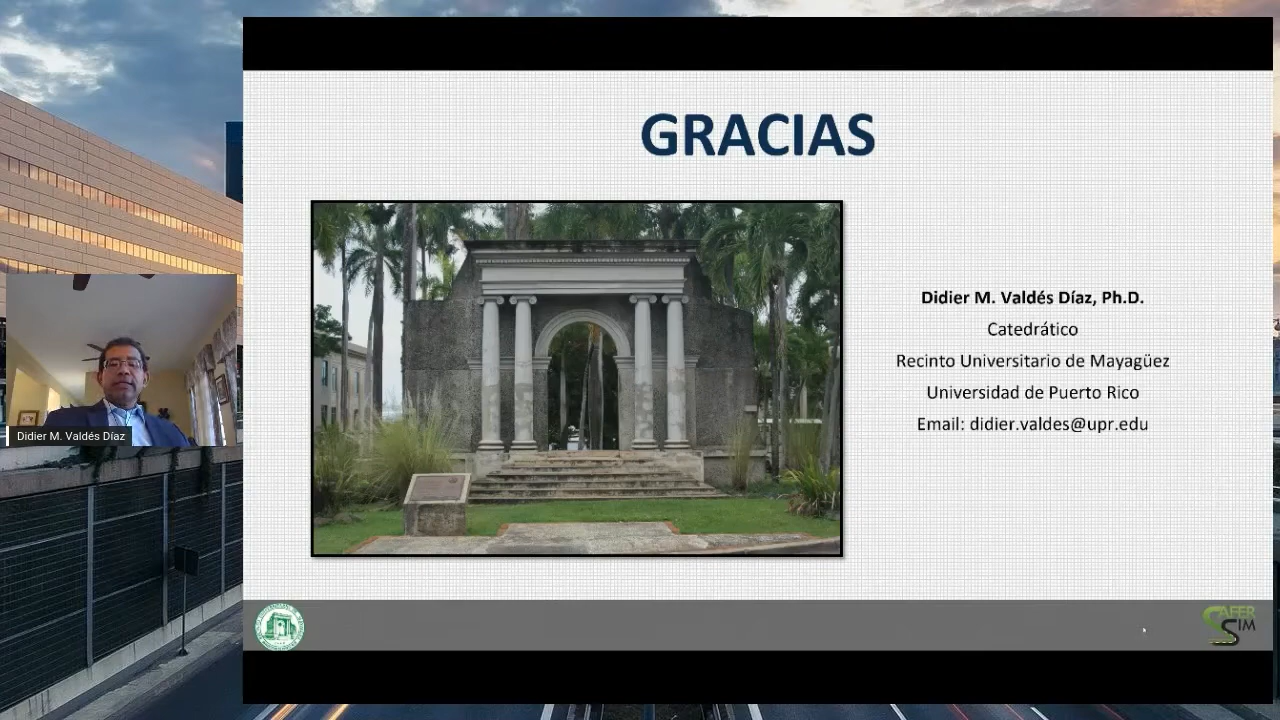 GRACIAS
Didier M. Valdés Díaz, Ph.D.
Catedrático
Recinto Universitario de Mayagüez
Universidad de Puerto Rico
Email: didier.valdes@upr.edu
Didier M. Valdés Díaz
SAFER
SIM